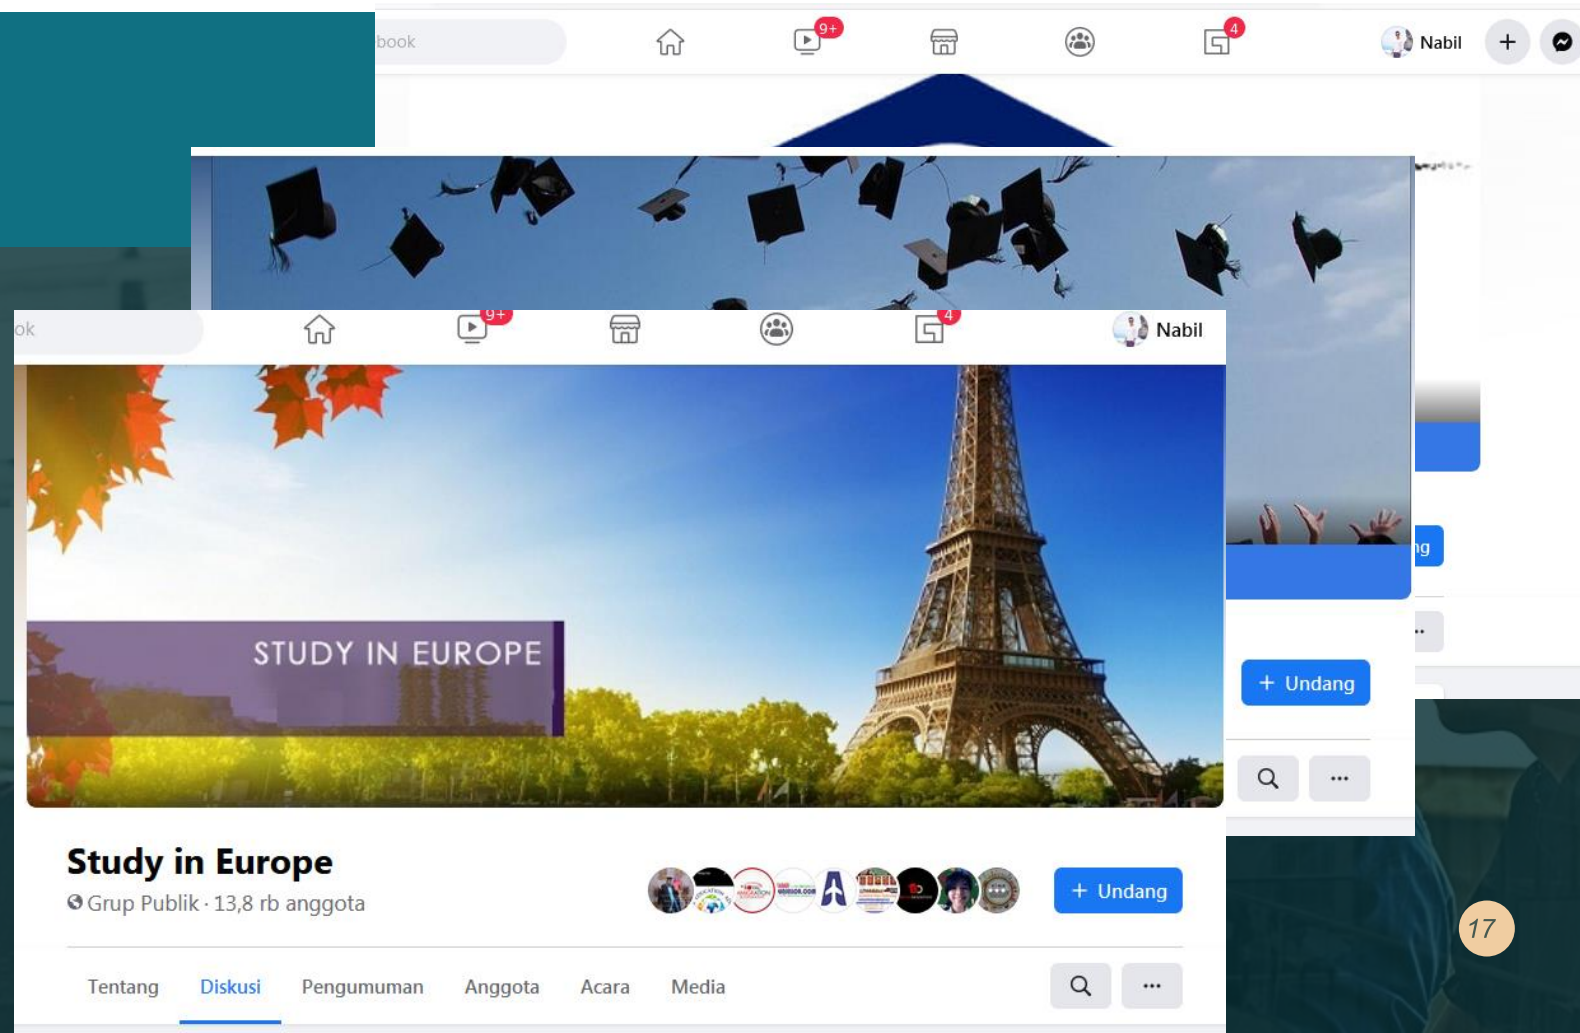 book
9+
4
Nabil
ok
9+
4
Nabil
STUDY IN EUROPE
ng
+ Undang
Study in Europe
Grup Publik · 13,8 rb anggota
+ Undang
17
Tentang Diskusi Pengumuman Anggota Acara Media